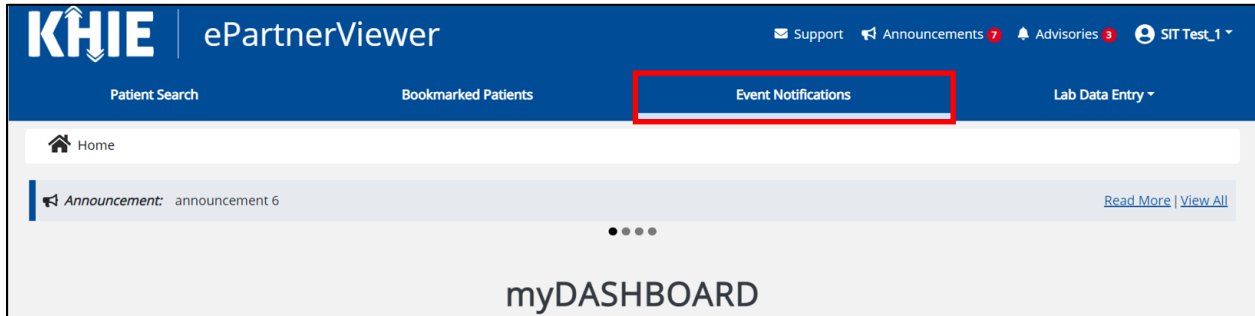 KHIE ePartnerViewer Support Announcements 7 Advisories 3 SIT Test_1
Patient Search Bookmarked Patients Event Notifications Lab Data Entry
Home
Announcement: announcement 6 Read More | View All
myDASHBOARD